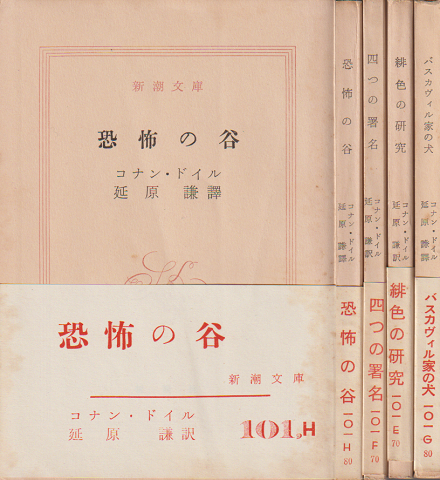 新潮文庫
恐怖の谷
コナン・ドイル
延原謙譯
恐怖の谷
新潮文庫
コナン・ドイル
延原謙訳
101,H
恐怖の谷
コナン・ドイル
延原謙譯
恐怖の谷
101-H
80
四つの署名
コナン・ドイル
延原謙訳
四つの署名
101-F
70
緋色の研究
コナン・ドイル
延原謙訳
緋色の研究
101-E
70
バスカヴィル家の犬
コナン・ドイル
延原謙譯
バスカヴィル家の犬
101-G
80